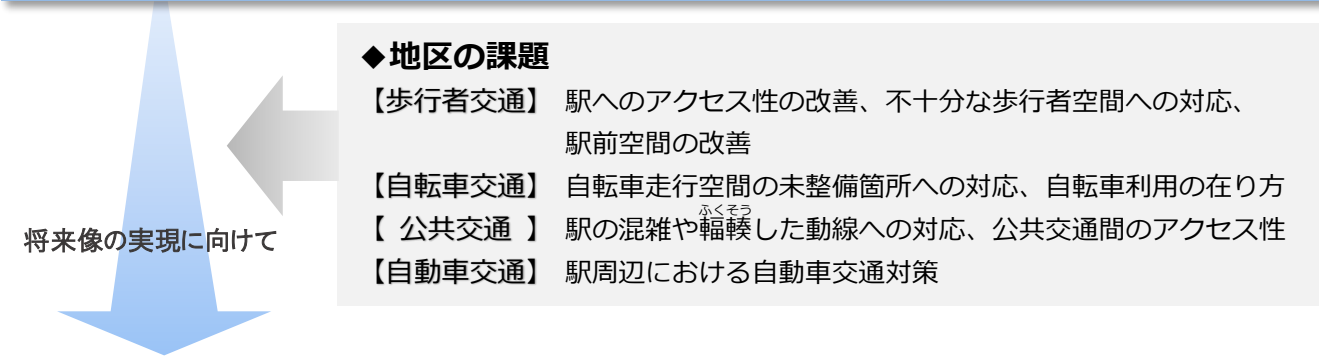 ◆地区の課題
【歩行者交通】 駅へのアクセス性の改善、不十分な歩行者空間への対応、
駅前空間の改善
【自転車交通】 自転車走行空間の未整備箇所への対応、自転車利用の在り方
ふくそう
【 公共交通 】 駅の混雑や輻輳した動線への対応、公共交通間のアクセス性
【自動車交通】 駅周辺における自動車交通対策
将来像の実現に向けて